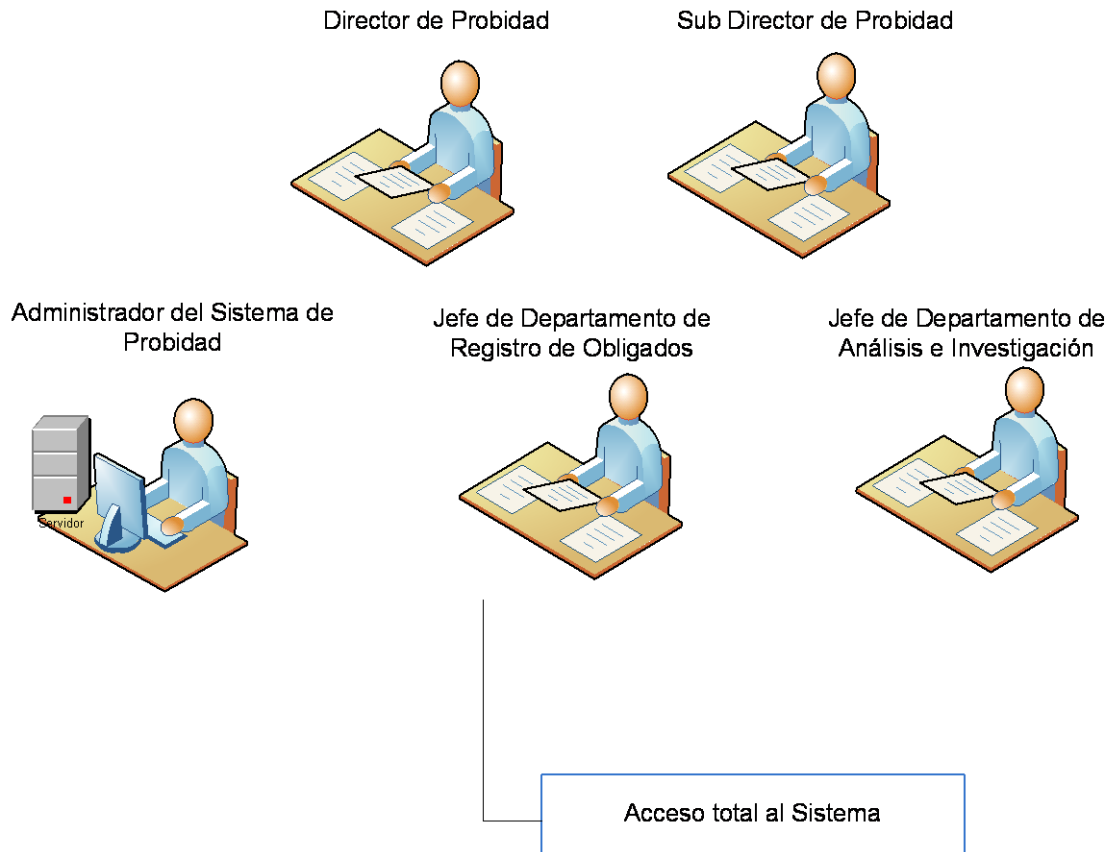 Director de Probidad
Sub Director de Probidad
Administrador del Sistema de
Probidad
Jefe de Departamento de
Registro de Obligados
Jefe de Departamento de
Análisis e Investigación
Servidor
Acceso total al Sistema